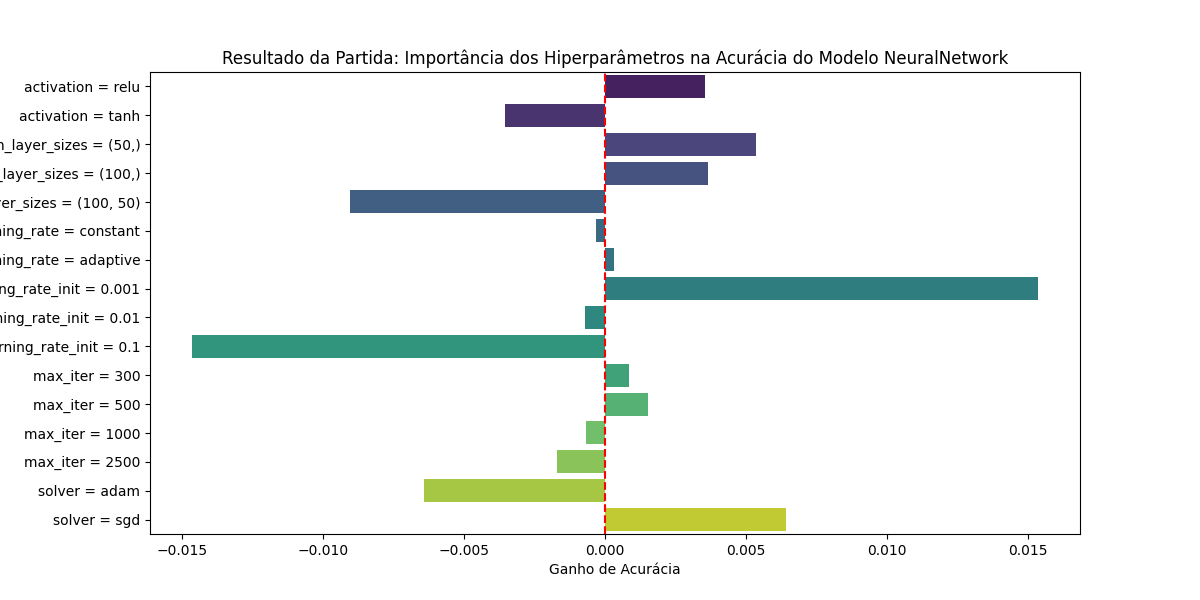 Resultado da Partida: Importância dos Hiperparâmetros na Acurácia do Modelo NeuralNetwork
activation = relu
activation = tanh
n_layer_sizes = (50,)
_layer_sizes = (100,)
er_sizes = (100, 50)
ing_rate = constant
ing_rate = adaptive
ng_rate_init = 0.001
ning_rate_init = 0.01
rning_rate_init = 0.1
max_iter = 300
max_iter = 500
max_iter = 1000
max_iter = 2500
solver = adam
solver = sgd
−0.015 −0.010 −0.005 0.000 0.005 0.010 0.015
Ganho de Acurácia